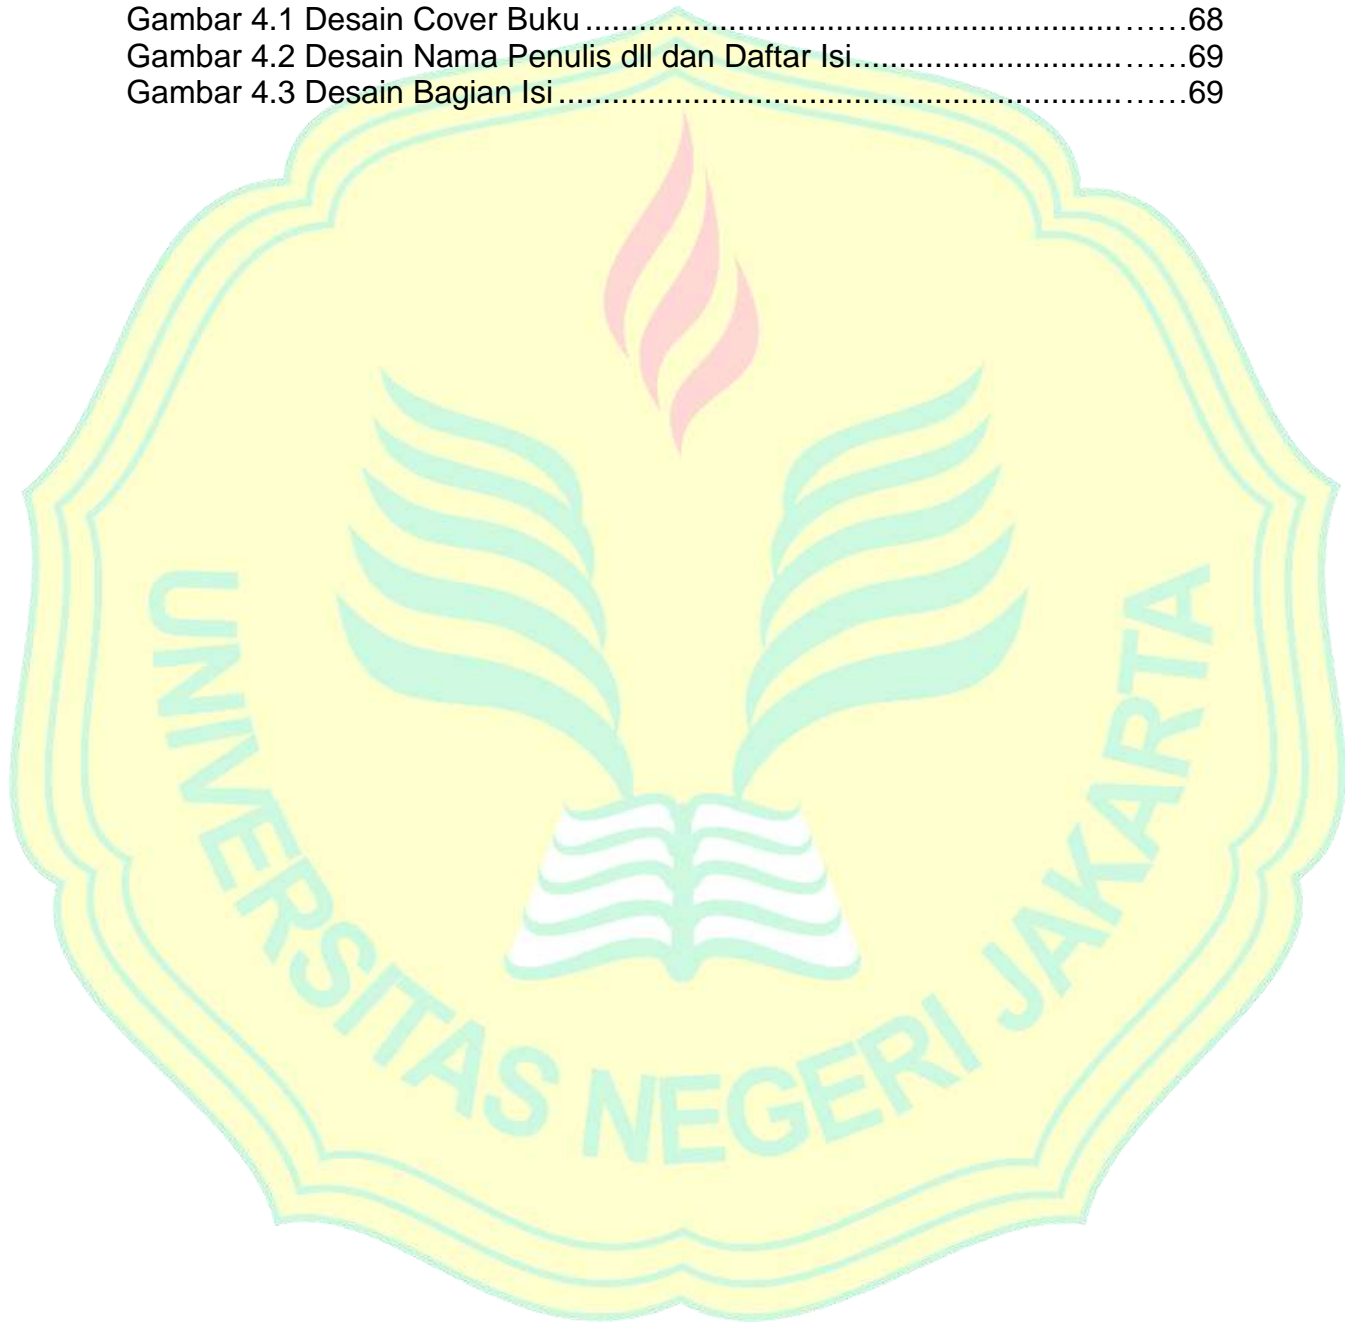 Gambar 4.1 Desain Cover Buku...............................................................……68
Gambar 4.2 Desain Nama Penulis dll dan Daftar Isi...............................……69
Gambar 4.3 Desain Bagian Isi..................................................................……69
UNIVERSITAS NEGERI JAKARTA